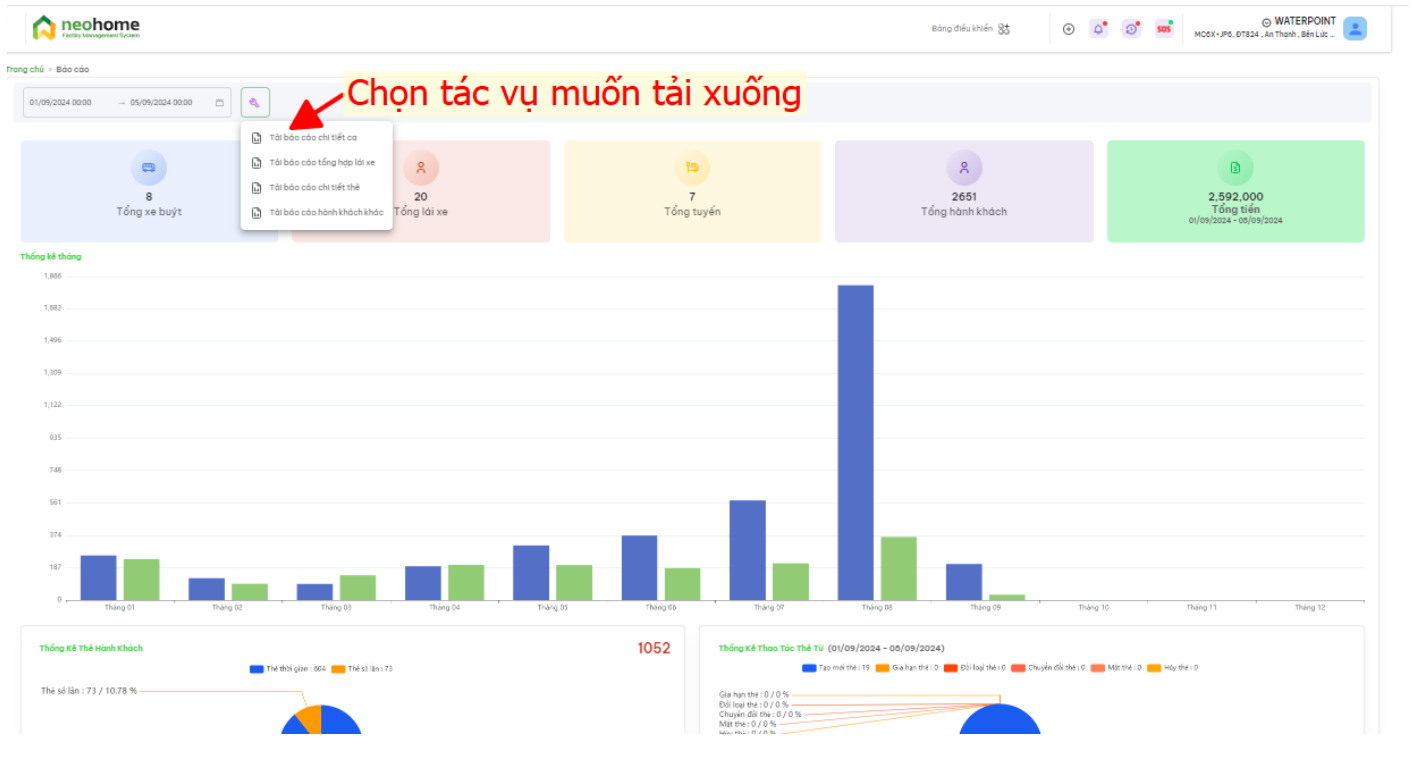 neohome
Facility Management System
Bảng điều khiển
SOS
WATERPOINT
MC6X+JP6, ĐT824 , An Thạnh , Bến Lức ...
Trang chủ > Báo cáo
01/09/2024 00:00 → 05/09/2024 00:00
Chọn tác vụ muốn tải xuống
Tải báo cáo chi tiết ca
Tải báo cáo tổng hợp lái xe
Tải báo cáo chi tiết thẻ
Tải báo cáo hành khách khác
8
Tổng xe buýt
20
Tổng lái xe
7
Tổng tuyến
2651
Tổng hành khách
2,592,000
Tổng tiền
01/09/2024 - 05/09/2024
Thống kê tháng
1,866
1,683
1,496
1,309
1,122
935
748
561
374
187
0
Tháng 01 Tháng 02 Tháng 03 Tháng 04 Tháng 05 Tháng 06 Tháng 07 Tháng 08 Tháng 09 Tháng 10 Tháng 11 Tháng 12
Thống Kê Thẻ Hành Khách 1052
Thẻ thời gian : 604 Thẻ số lần : 73
Thẻ số lần : 73 / 10.78 %
Thống Kê Thao Tác Thẻ Từ (01/09/2024 - 05/09/2024)
Tạo mới thẻ : 19 Gia hạn thẻ : 0 Đổi loại thẻ : 0 Chuyển đổi thẻ : 0 Mất thẻ : 0 Hủy thẻ : 0
Gia hạn thẻ : 0 / 0 %
Đổi loại thẻ : 0 / 0 %
Chuyển đổi thẻ : 0 / 0 %
Mất thẻ : 0 / 0 %
Hủy thẻ : 0 / 0 %